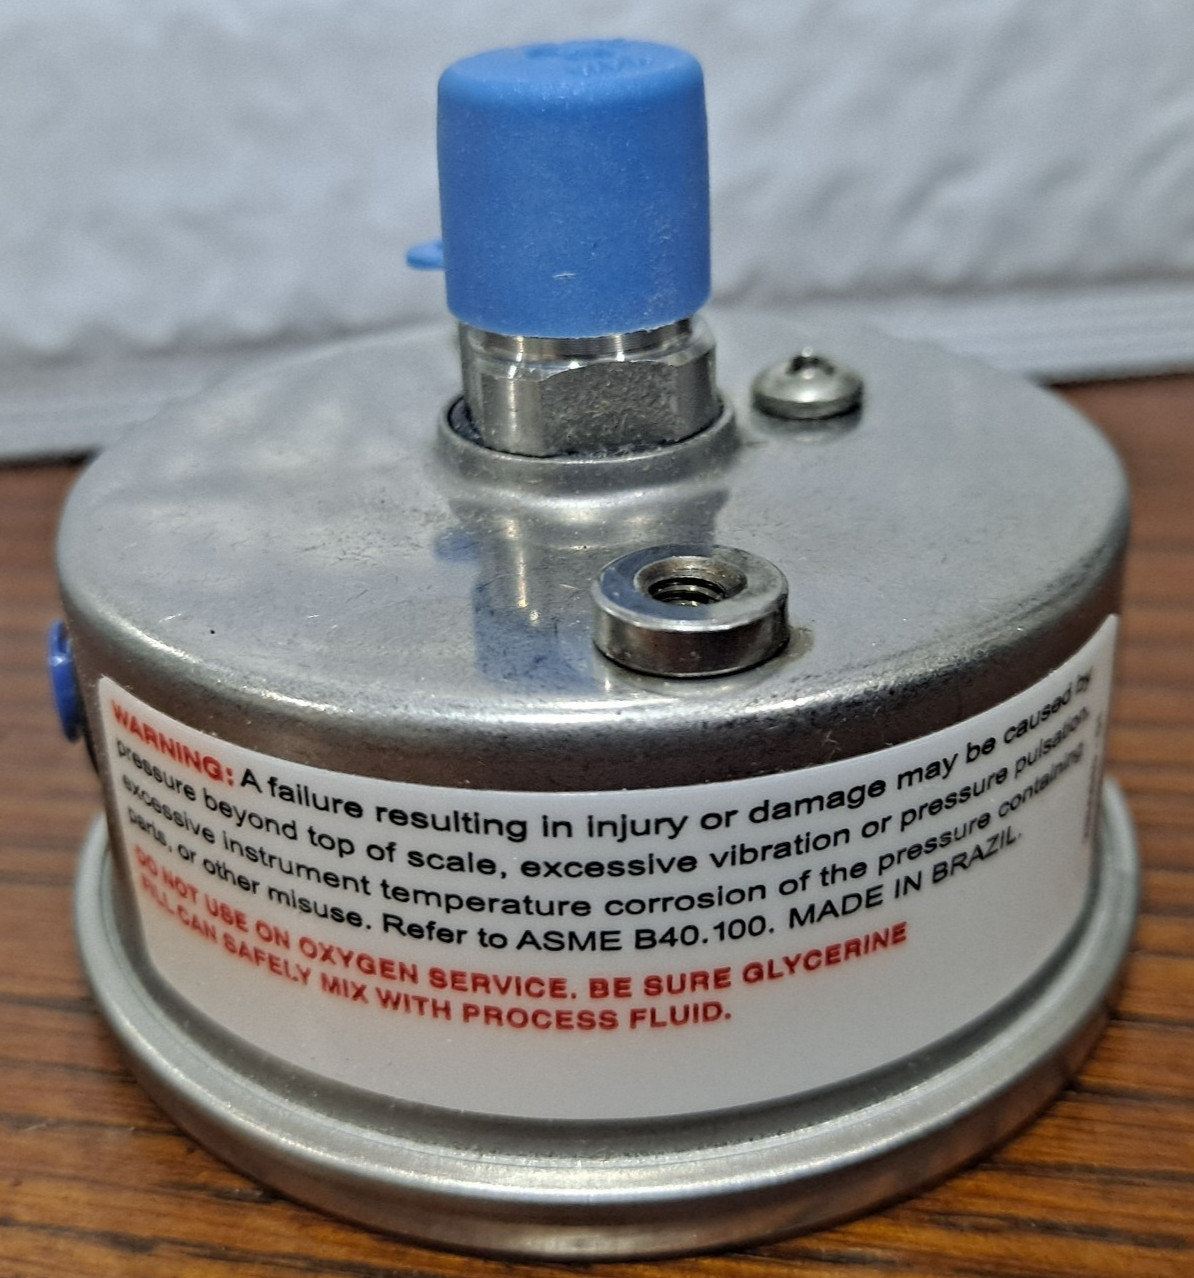 WARNING: A failure resulting in injury or damage may be caused by
pressure beyond top of scale, excessive vibration or pressure pulsation,
excessive instrument temperature corrosion of the pressure containing
parts, or other misuse. Refer to ASME B40.100. MADE IN BRAZIL.
DO NOT USE ON OXYGEN SERVICE. BE SURE GLYCERINE
FILL CAN SAFELY MIX WITH PROCESS FLUID.